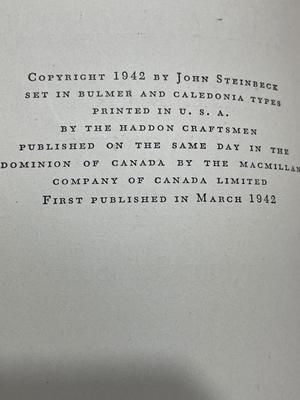 Copyright 1942 by John Steinbeck
set in Bulmer and Caledonia types
printed in U. S. A.
by the Haddon Craftsmen
published on the same day in the
Dominion of Canada by the Macmillan
Company of Canada Limited
First published in March 1942